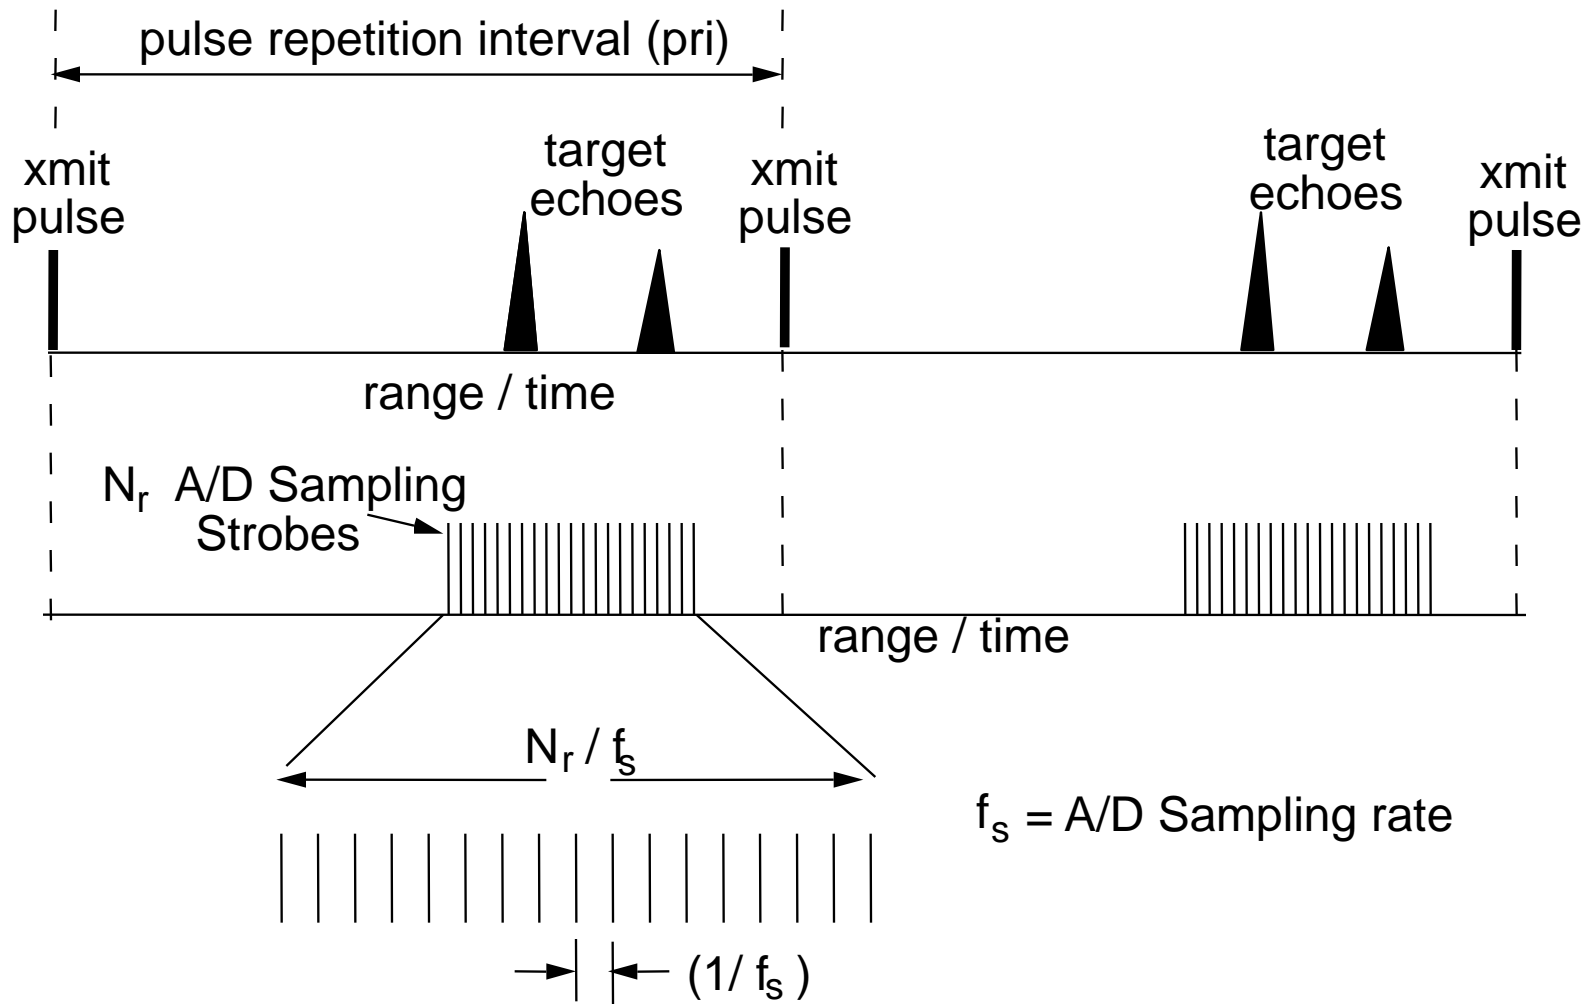 pulse repetition interval (pri)
xmit
pulse
target
echoes
xmit
pulse
target
echoes
xmit
pulse
range / time
Nr A/D Sampling
Strobes
range / time
Nr / fs
fs = A/D Sampling rate
(1/ fs )